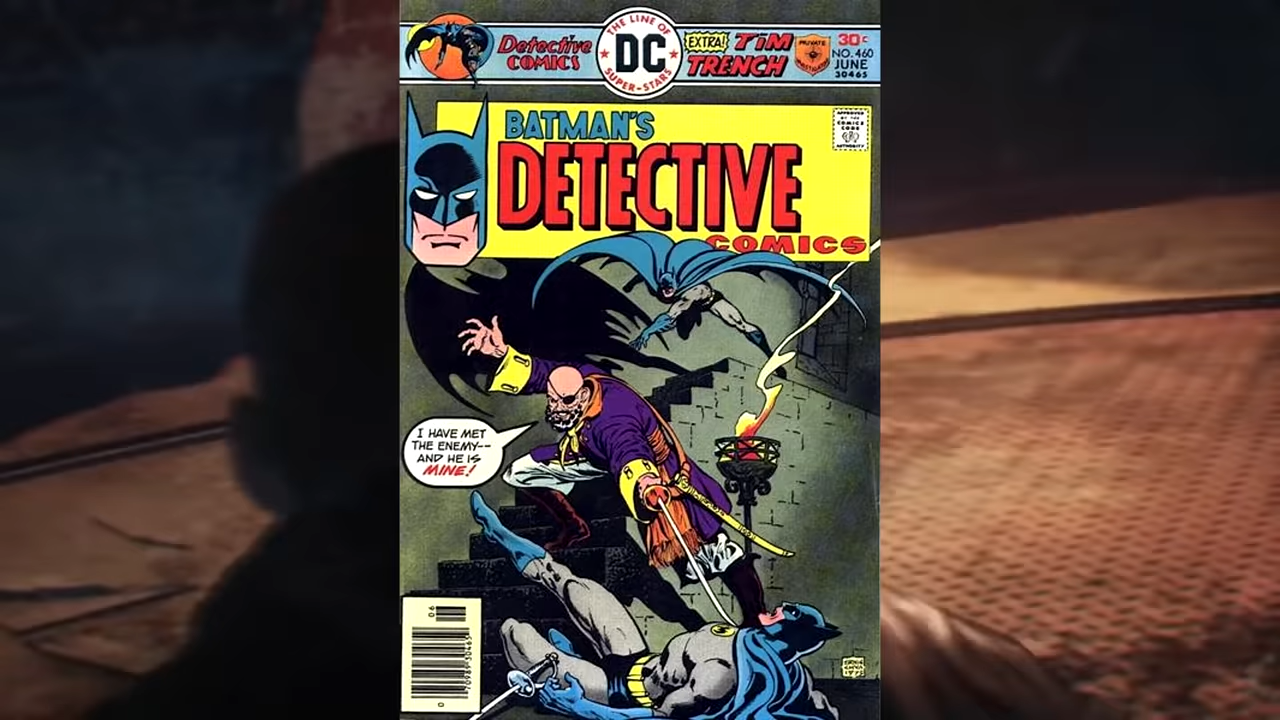 Detective
COMICS
THE LINE OF
DC
SUPER-STARS
EXTRA! TIM
TRENCH
PRIVATE
30¢
NO. 460
JUNE
30465
BATMAN'S
DETECTIVE
COMICS
APPROVED
BY THE
COMICS
CODE
AUTHORITY
I HAVE MET
THE ENEMY--
AND HE IS
MINE!
06